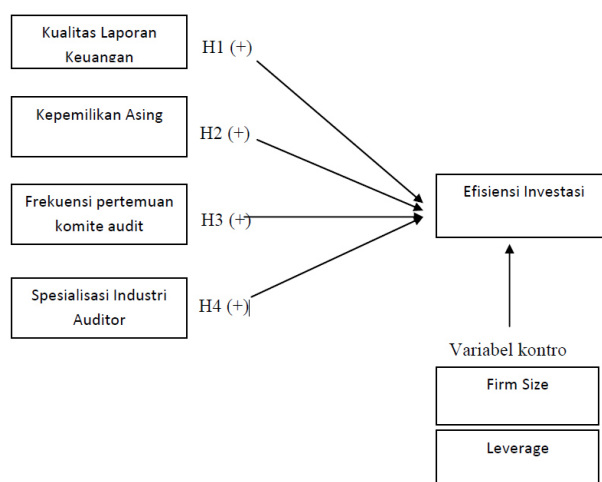 Kualitas Laporan
Keuangan
H1 (+)
Kepemilikan Asing
H2 (+)
Frekuensi pertemuan
komite audit
H3 (+)
Spesialisasi Industri
Auditor
H4 (+)
Efisiensi Investasi
Variabel kontro
Firm Size
Leverage